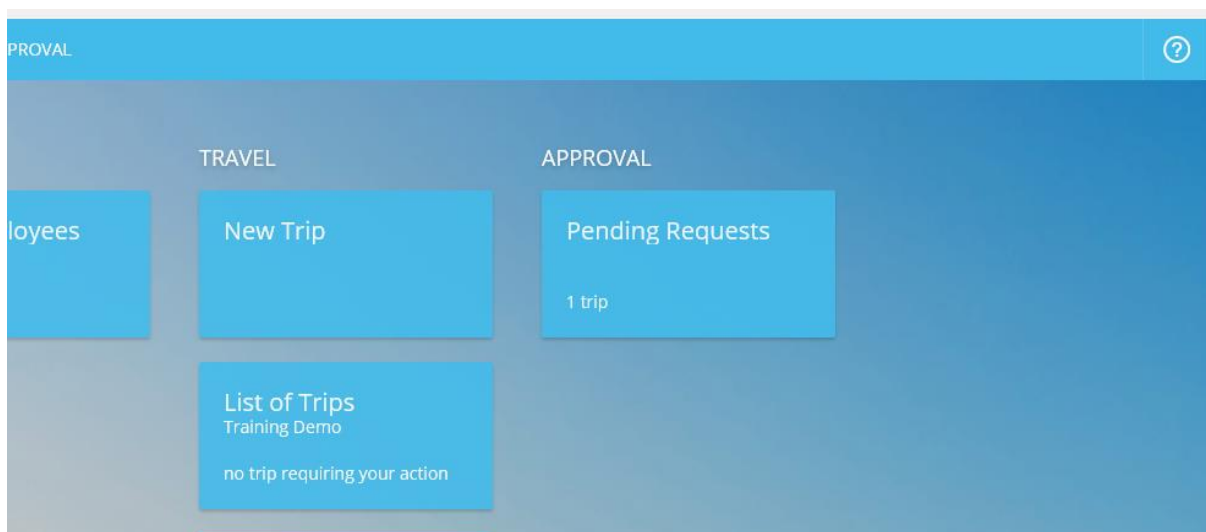 PROVAL
TRAVEL
APPROVAL
loyees
New Trip
Pending Requests
1 trip
List of Trips
Training Demo
no trip requiring your action